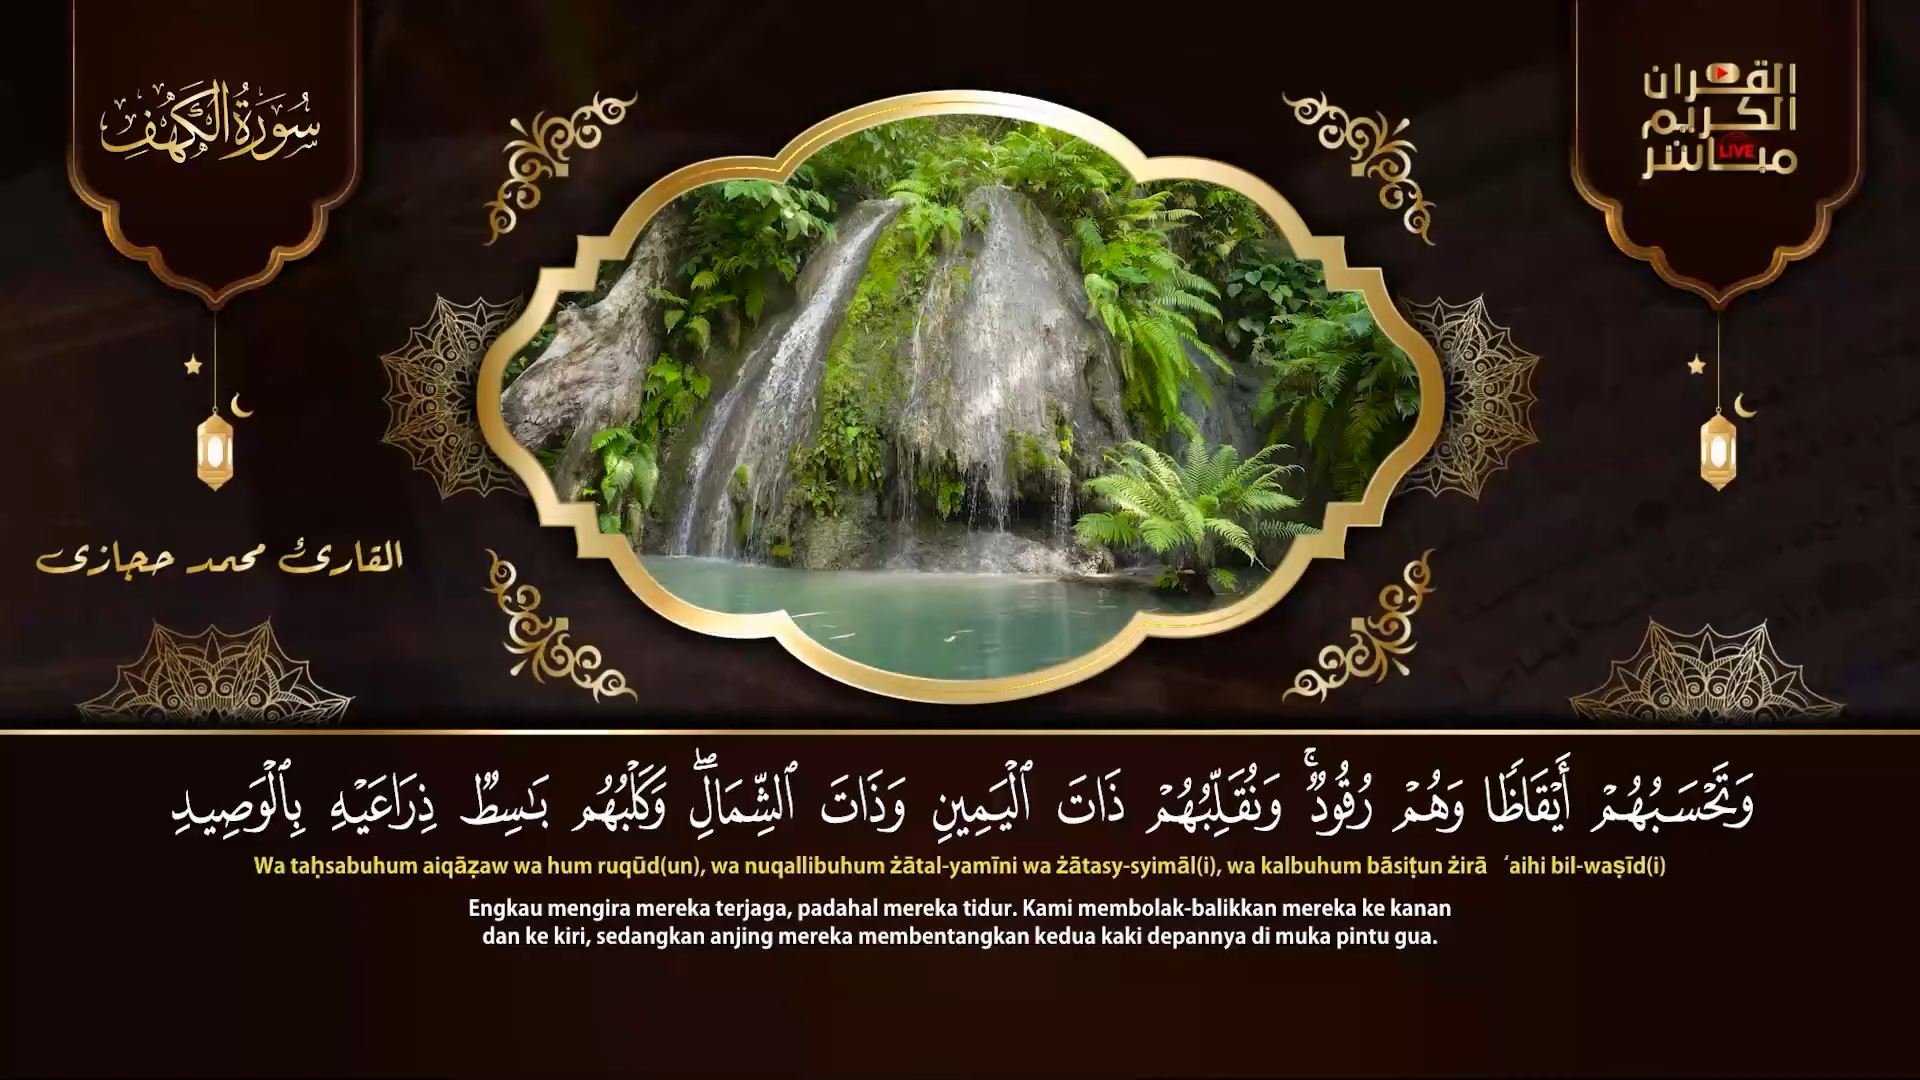 سُورَةُ الكَهْفِ
القرآن
الكريم
مباشر
LIVE
القارئ محمد حجازى
وَتَحْسَبُهُمْ أَيْقَاظًا وَهُمْ رُقُودٌ ۚ وَنُقَلِّبُهُمْ ذَاتَ ٱلْيَمِينِ وَذَاتَ ٱلشِّمَالِ ۖ وَكَلْبُهُم بَـٰسِطٌ ذِرَاعَيْهِ بِٱلْوَصِيدِ
Wa taḥsabuhum aiqāẓaw wa hum ruqūd(un), wa nuqallibuhum żātal-yamīni wa żātasy-syimāl(i), wa kalbuhum bāsiṭun żirā ‘aihi bil-waṣīd(i)
Engkau mengira mereka terjaga, padahal mereka tidur. Kami membolak-balikkan mereka ke kanan
dan ke kiri, sedangkan anjing mereka membentangkan kedua kaki depannya di muka pintu gua.